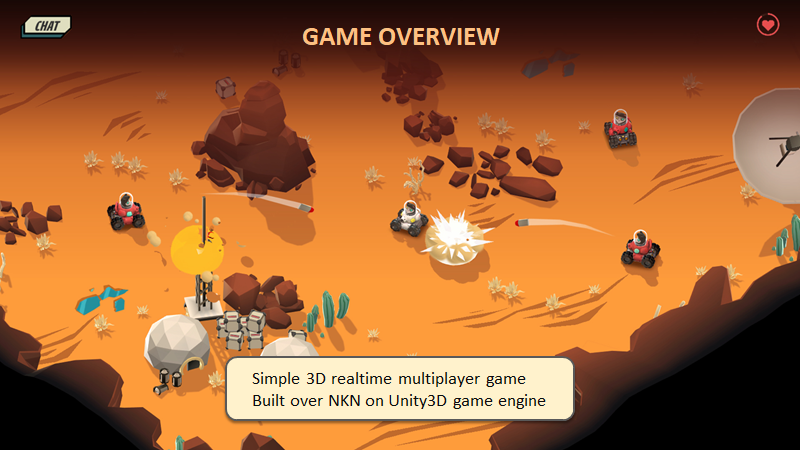 CHAT
GAME OVERVIEW
Simple 3D realtime multiplayer game
Built over NKN on Unity3D game engine